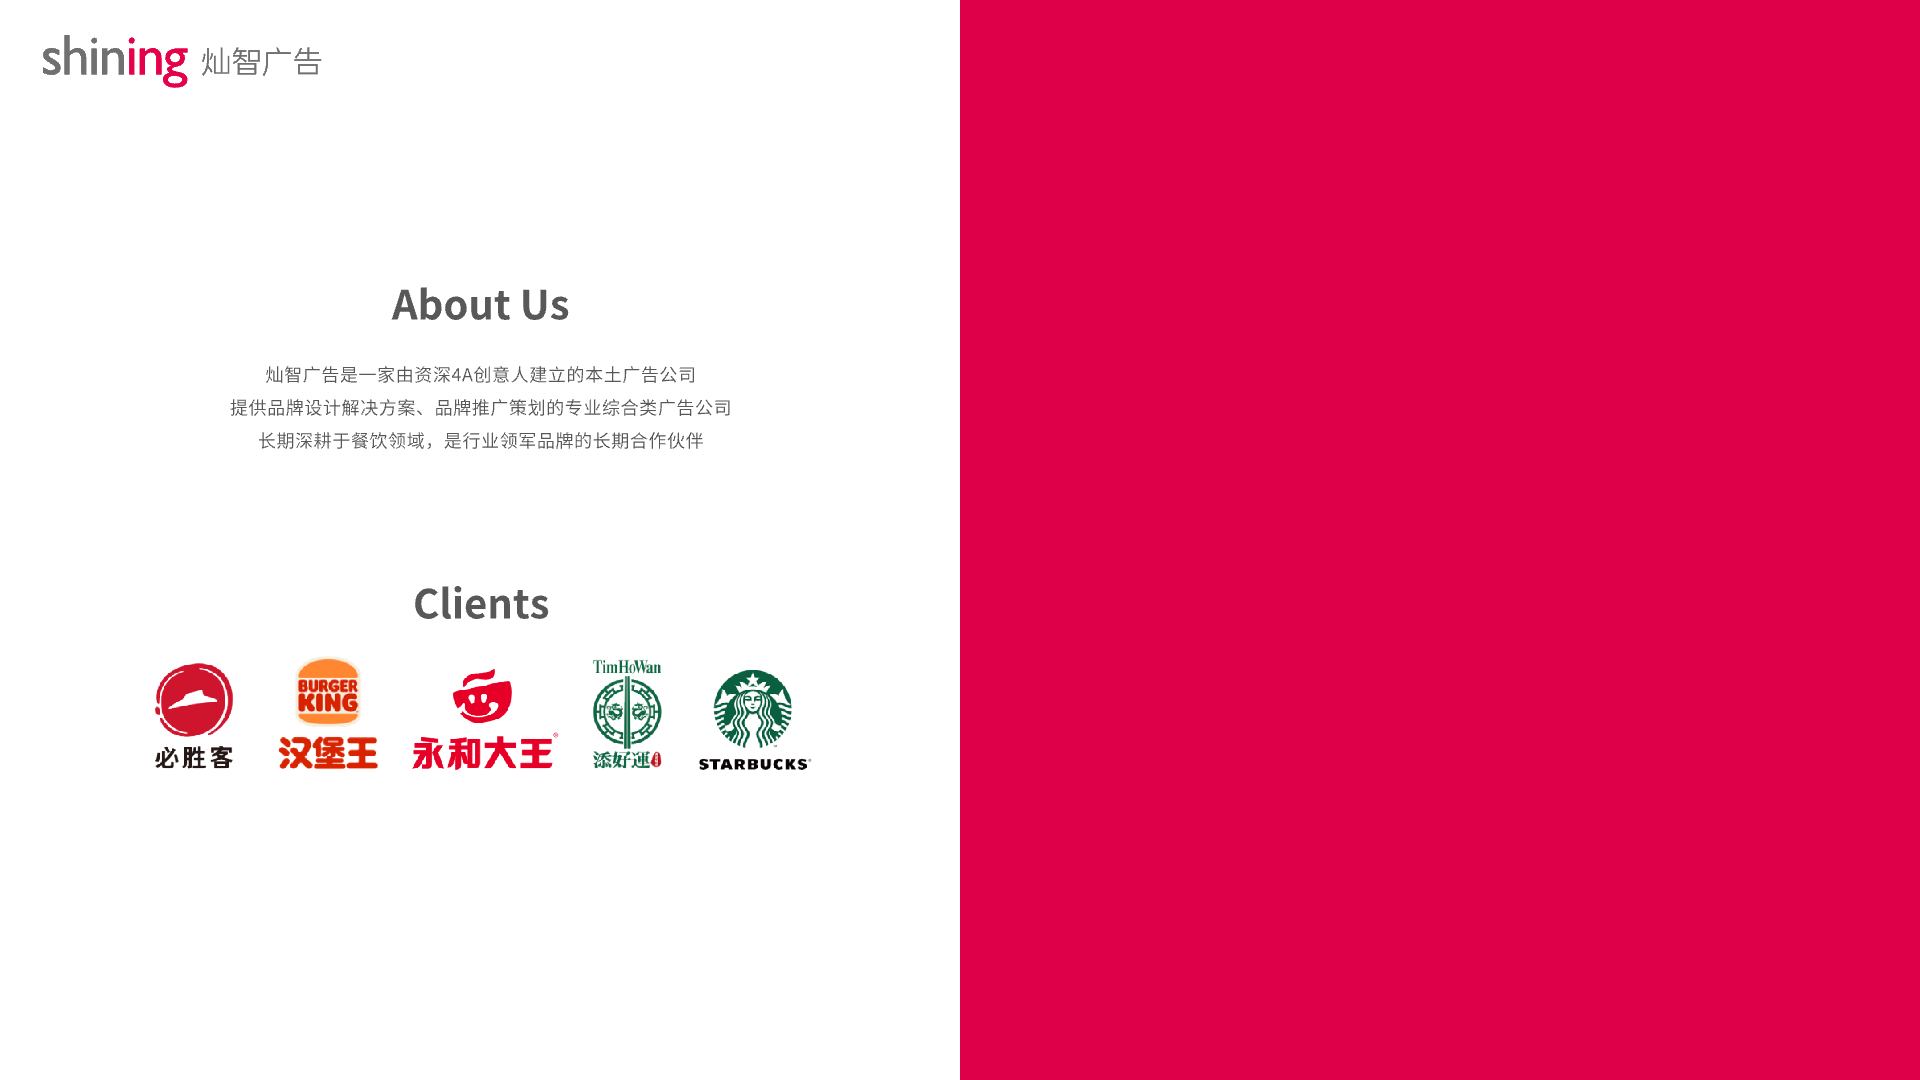 shining 灿智广告
About Us
灿智广告是一家由资深4A创意人建立的本土广告公司
提供品牌设计解决方案、品牌推广策划的专业综合类广告公司
长期深耕于餐饮领域，是行业领军品牌的长期合作伙伴
Clients
必胜客
BURGER
KING
汉堡王
永和大王®
TimHoWan
添好運
STARBUCKS